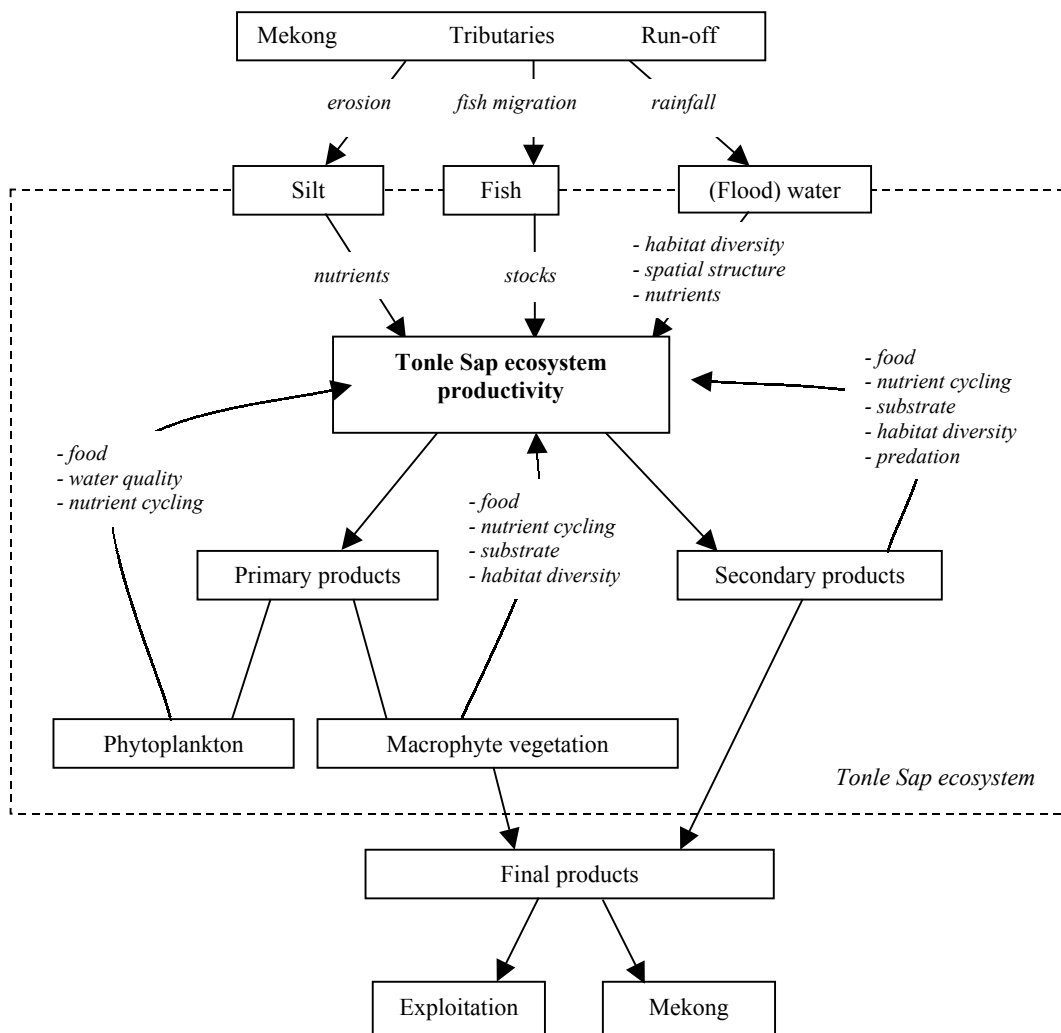 Mekong Tributaries Run-off
erosion fish migration rainfall
Silt Fish (Flood) water
- habitat diversity
- spatial structure
- nutrients
nutrients stocks
Tonle Sap ecosystem
productivity
- food
- nutrient cycling
- substrate
- habitat diversity
- predation
- food
- water quality
- nutrient cycling
- food
- nutrient cycling
- substrate
- habitat diversity
Primary products Secondary products
Phytoplankton Macrophyte vegetation
Tonle Sap ecosystem
Final products
Exploitation Mekong